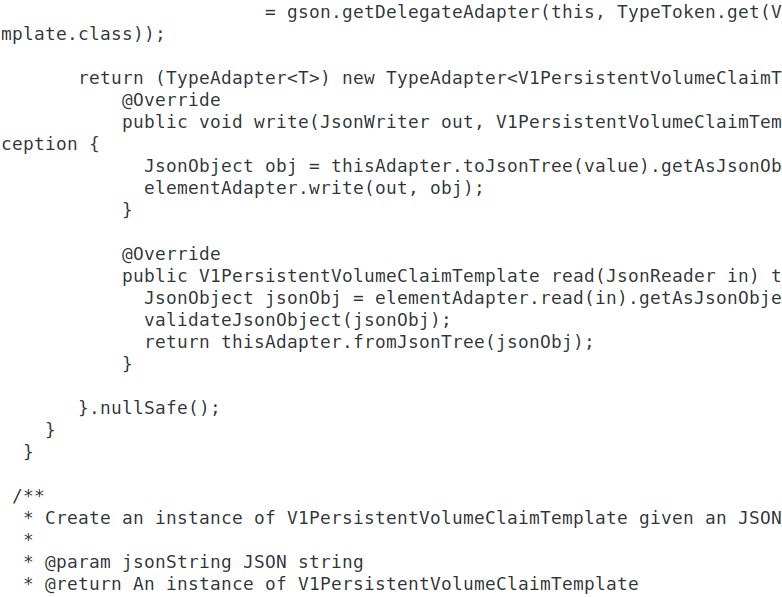 = gson.getDelegateAdapter(this, TypeToken.get(V
mplate.class));
return (TypeAdapter<T>) new TypeAdapter<V1PersistentVolumeClaimT
@Override
public void write(JsonWriter out, V1PersistentVolumeClaimTem
ception {
JsonObject obj = thisAdapter.toJsonTree(value).getAsJsonOb
elementAdapter.write(out, obj);
}
@Override
public V1PersistentVolumeClaimTemplate read(JsonReader in) t
JsonObject jsonObj = elementAdapter.read(in).getAsJsonObje
validateJsonObject(jsonObj);
return thisAdapter.fromJsonTree(jsonObj);
}
}.nullSafe();
}
}
/**
* Create an instance of V1PersistentVolumeClaimTemplate given an JSON
*
* @param jsonString JSON string
* @return An instance of V1PersistentVolumeClaimTemplate